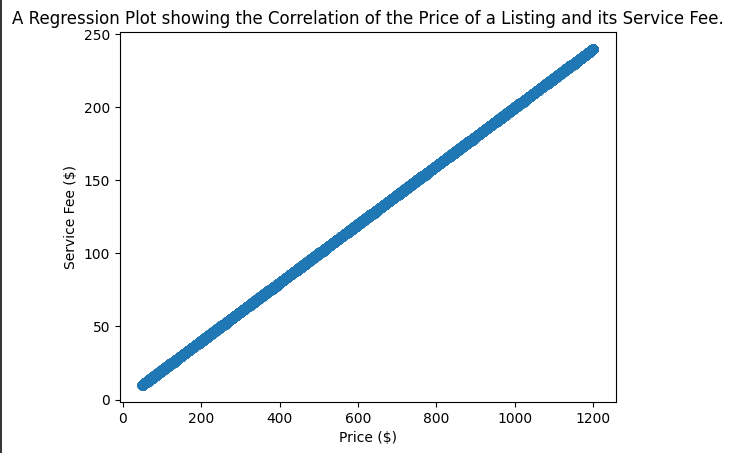 A Regression Plot showing the Correlation of the Price of a Listing and its Service Fee.
250
200
150
100
50
0
Service Fee ($)
0 200 400 600 800 1000 1200
Price ($)